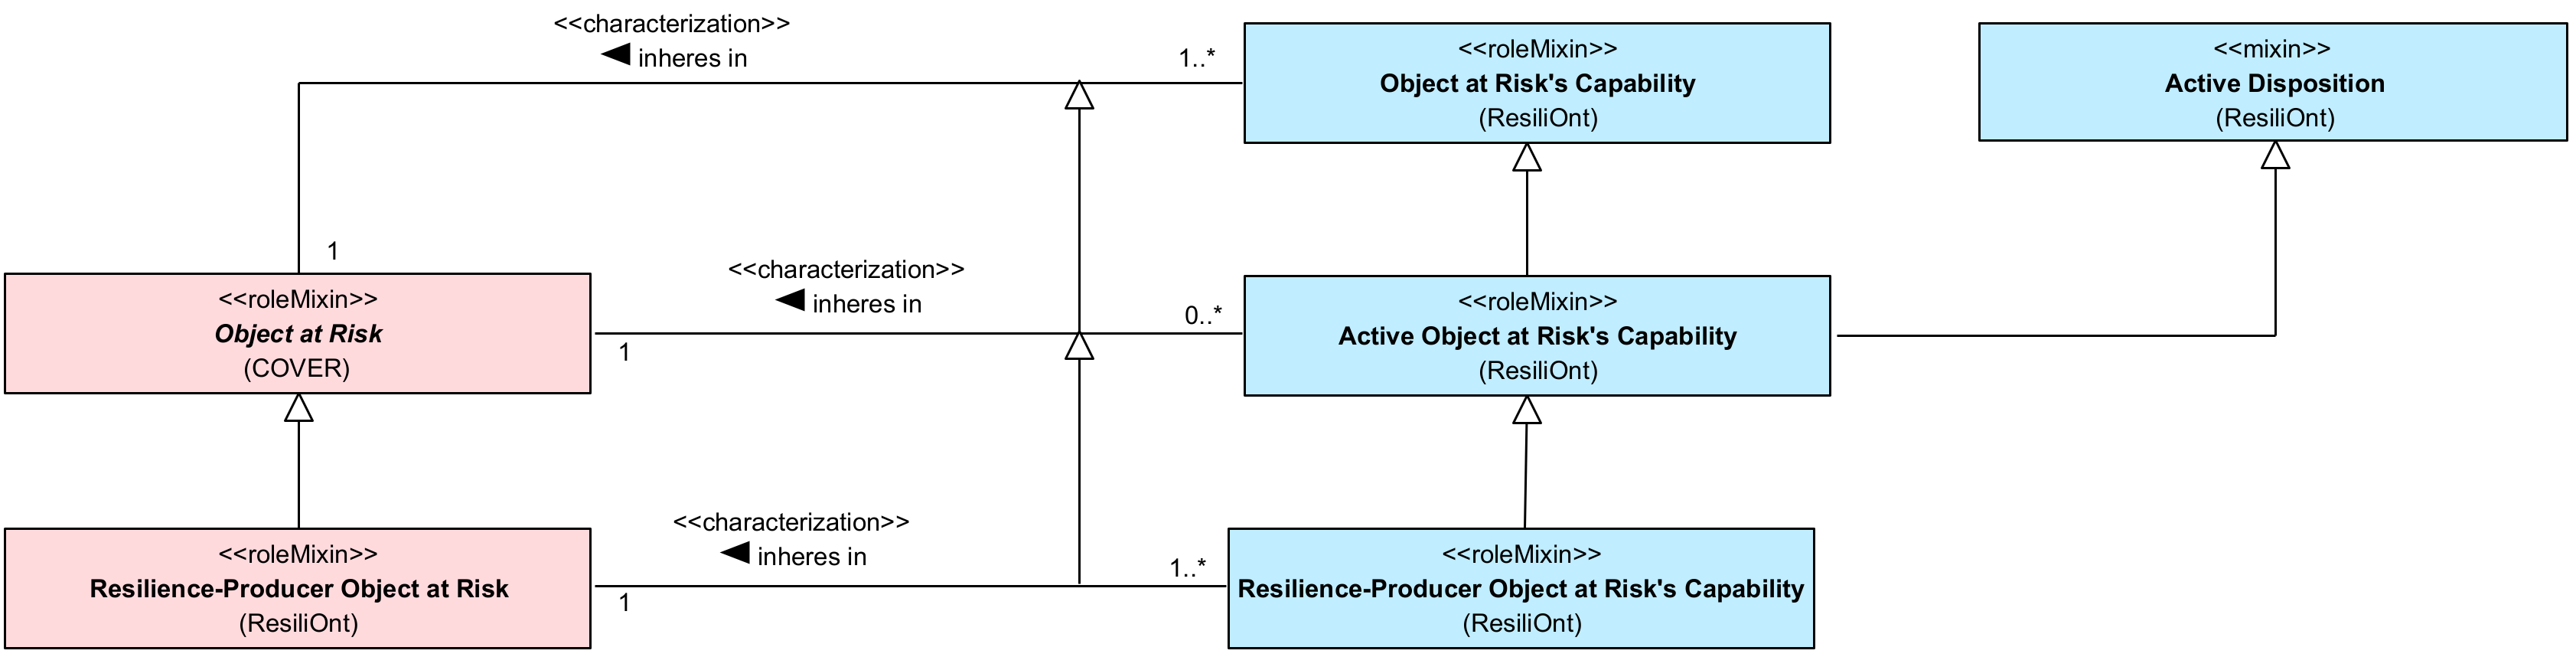 <<characterization>>
◀ inheres in
1..*
1
<<roleMixin>>
Object at Risk's Capability
(ResiliOnt)
<<mixin>>
Active Disposition
(ResiliOnt)
<<roleMixin>>
Object at Risk
(COVER)
<<characterization>>
◀ inheres in
1
0..*
<<roleMixin>>
Active Object at Risk's Capability
(ResiliOnt)
<<roleMixin>>
Resilience-Producer Object at Risk
(ResiliOnt)
<<characterization>>
◀ inheres in
1
1..*
<<roleMixin>>
Resilience-Producer Object at Risk's Capability
(ResiliOnt)